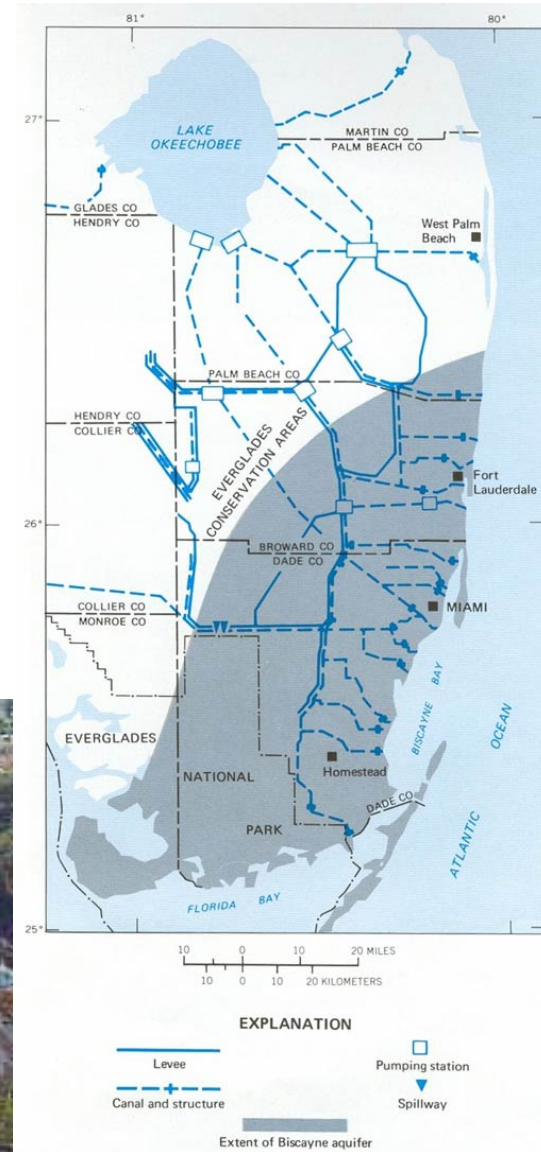 81°
80°
27°
LAKE
OKEECHOBEE
MARTIN CO
PALM BEACH CO
GLADES CO
HENDRY CO
West Palm
Beach
PALM BEACH CO
HENDRY CO
COLLIER CO
EVERGLADES
CONSERVATION AREAS
Fort
Lauderdale
26°
BROWARD CO
DADE CO
COLLIER CO
MONROE CO
MIAMI
BISCAYNE BAY
OCEAN
EVERGLADES
NATIONAL
Homestead
PARK
DADE CO
ATLANTIC
FLORIDA BAY
25°
10 0 10 20 MILES
10 0 10 20 KILOMETERS
EXPLANATION
Levee
Pumping station
Canal and structure
Spillway
Extent of Biscayne aquifer